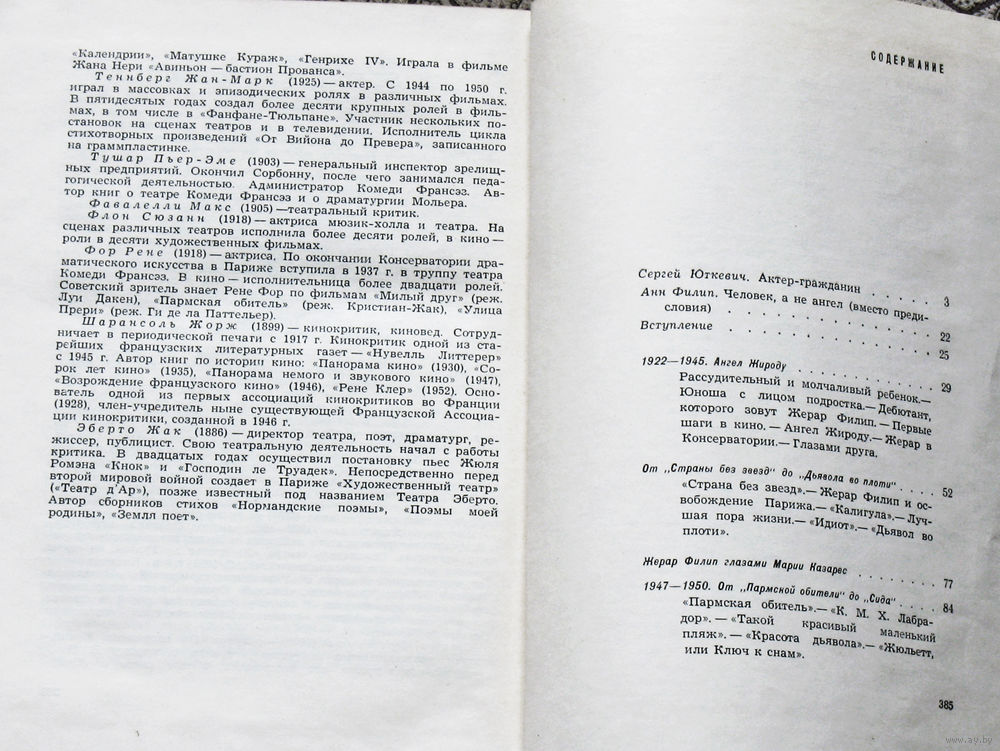 «Календрии», «Матушке Кураж», «Генрихе IV». Играла в фильме
Жана Нери «Авиньон — бастион Прованса».
Теннберг Жан-Марк (1925) — актер. С 1944 по 1950 г.
играл в массовках и эпизодических ролях в различных фильмах.
В пятидесятых годах создал более десяти крупных ролей в филь-
мах, в том числе в «Фанфане-Тюльпане». Участник нескольких по-
становок на сценах театров и в телевидении. Исполнитель цикла
стихотворных произведений «От Вийона до Превера», записанного
на граммпластинке.
Тушар Пьер-Эме (1903) — генеральный инспектор зрелищ-
ных предприятий. Окончил Сорбонну, после чего занимался педа-
гогической деятельностью. Администратор Комеди Франсэз. Ав-
тор книг о театре Комеди Франсэз и о драматургии Мольера.
Фавалелли Макс (1905) — театральный критик.
Флон Сюзанн (1918) — актриса мюзик-холла и театра. На
сценах различных театров исполнила более десяти ролей, в кино —
роли в десяти художественных фильмах.
Фор Рене (1918) — актриса. По окончании Консерватории дра-
матического искусства в Париже вступила в 1937 г. в труппу театра
Комеди Франсэз. В кино — исполнительница более двадцати ролей.
Советский зритель знает Рене Фор по фильмам «Милый друг» (реж.
Луи Дакен), «Пармская обитель» (реж. Кристиан-Жак), «Улица
Прери» (реж. Ги де ла Паттельер).
Шарансоль Жорж (1899) — кинокритик, киновед. Сотруд-
ничает в периодической печати с 1917 г. Кинокритик одной из ста-
рейших французских литературных газет — «Нувелль Литтерер»
с 1945 г. Автор книг по истории кино: «Панорама кино» (1930), «Со-
рок лет кино» (1935), «Панорама немого и звукового кино» (1947),
«Возрождение французского кино» (1946), «Рене Клер» (1952). Осно-
ватель одной из первых ассоциаций кинокритиков во Франции
(1928), член-учредитель ныне существующей Французской Ассоциа-
ции кинокритики, созданной в 1946 г.
Эберто Жак (1886) — директор театра, поэт, драматург, ре-
жиссер, публицист. Свою театральную деятельность начал с работы
критика. В двадцатых годах осуществил постановку пьес Жюля
Ромэна «Кнок» и «Господин ле Труадек». Непосредственно перед
второй мировой войной создает в Париже «Художественный театр»
(«Театр д'Ар»), позже известный под названием Театра Эберто.
Автор сборников стихов «Нормандские поэмы», «Поэмы моей
родины», «Земля поет».
СОДЕРЖАНИЕ
Сергей Юткевич. Актер-гражданин . . . . . 3
Анн Филип. Человек, а не ангел (вместо преди-
словия) . . . . . . . . . . . 22
Вступление . . . . . . . . . . 25
1922—1945. Ангел Жироду . . . . . . . 29
Рассудительный и молчаливый ребенок.—
Юноша с лицом подростка.— Дебютант,
которого зовут Жерар Филип.— Первые
шаги в кино.— Ангел Жироду.— Жерар в
Консерватории.— Глазами друга.
От „Страны без звезд" до „Дьявола во плоти" . . . . 52
«Страна без звезд».— Жерар Филип и ос-
вобождение Парижа.— «Калигула».— Луч-
шая пора жизни.— «Идиот».— «Дьявол во
плоти».
Жерар Филип глазами Марии Казарес . . . . . . . 77
1947—1950. От „Пармской обители" до „Сида" . . . . 84
«Пармская обитель».— «К. М. Х. Лабра-
дор».— «Такой красивый маленький
пляж».— «Красота дьявола».— «Жюльетт,
или Ключ к снам».
385
www.ay.by